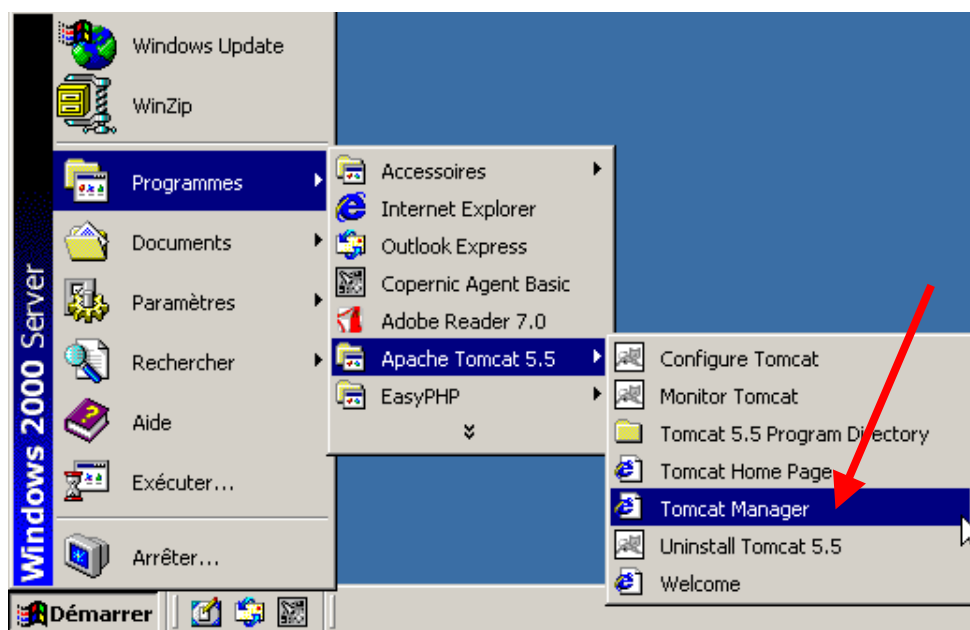 Windows Update
WinZip
Programmes
Documents
Paramètres
Rechercher
Aide
Exécuter...
Arrêter...
Windows 2000 Server
Démarrer
Accessoires
Internet Explorer
Outlook Express
Copernic Agent Basic
Adobe Reader 7.0
Apache Tomcat 5.5
EasyPHP
Configure Tomcat
Monitor Tomcat
Tomcat 5.5 Program Directory
Tomcat Home Page
Tomcat Manager
Uninstall Tomcat 5.5
Welcome